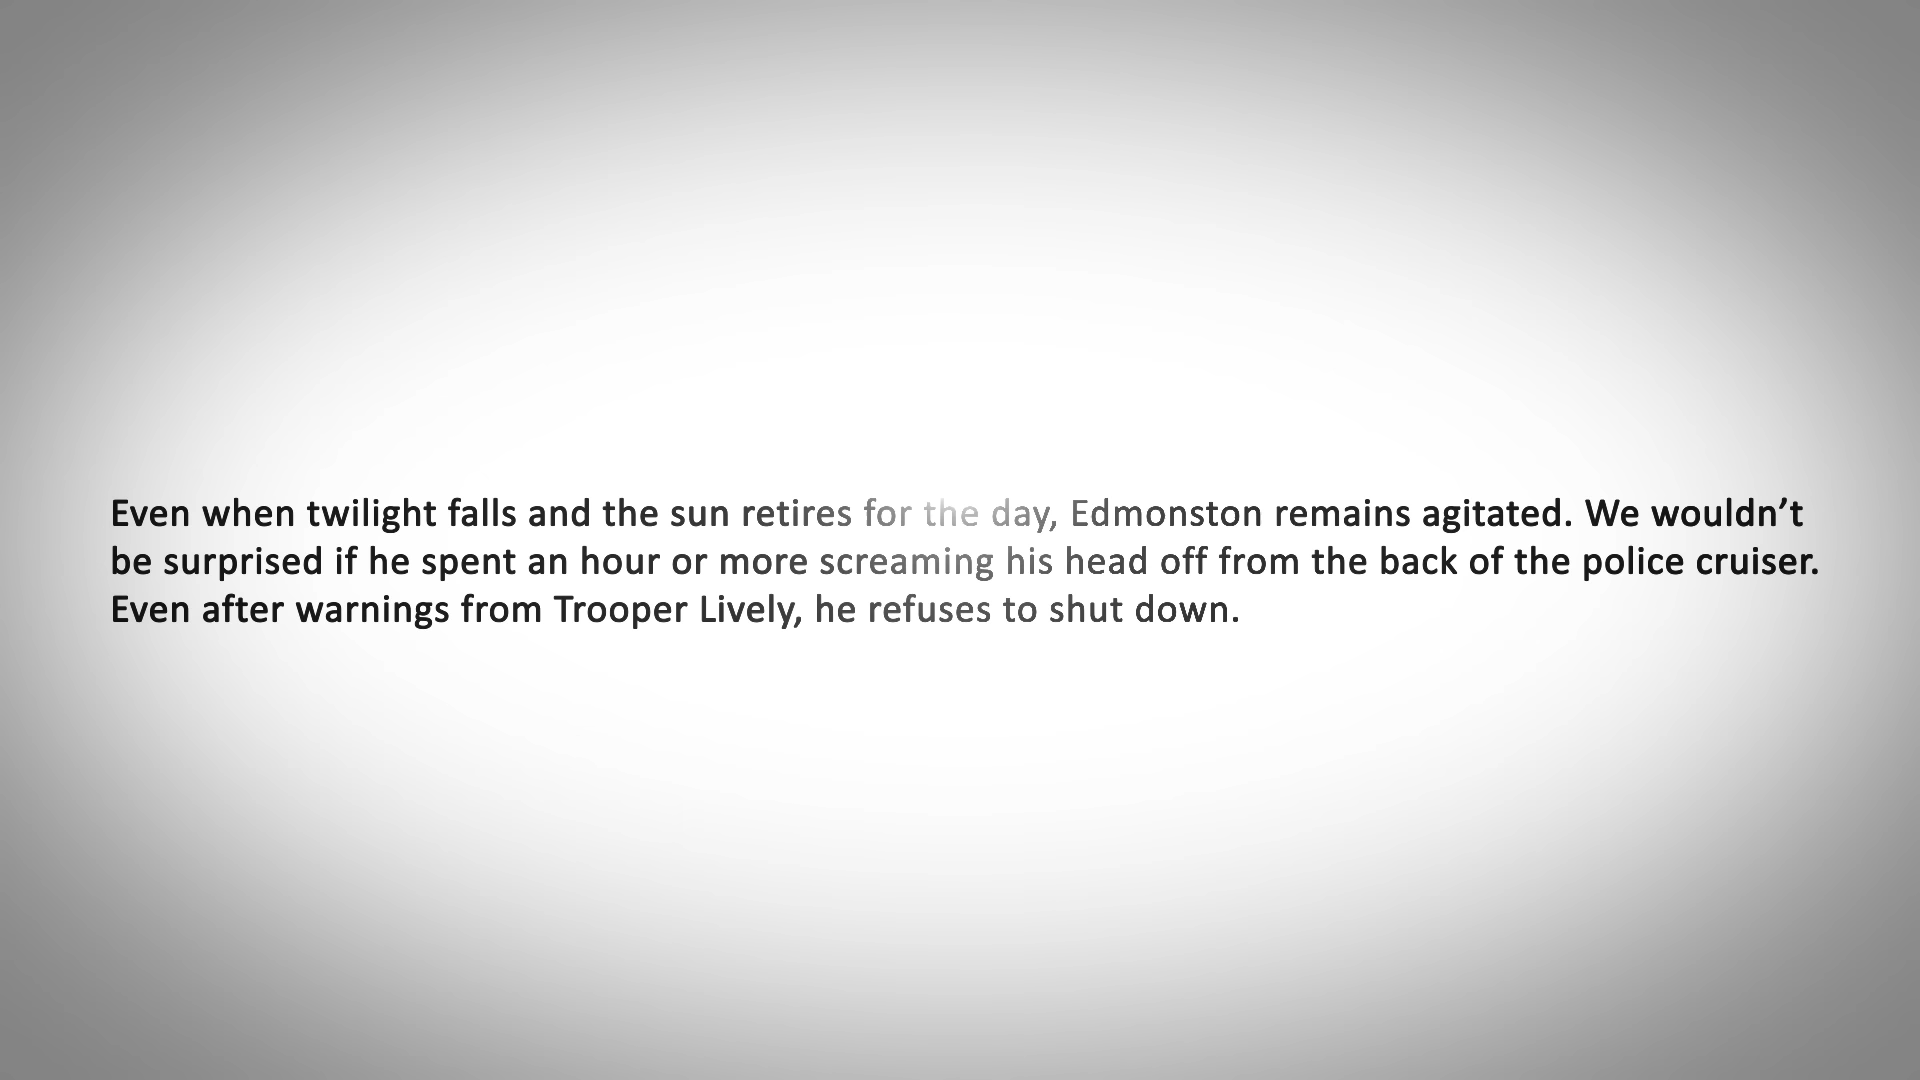 Even when twilight falls and the sun retires for the day, Edmonston remains agitated. We wouldn’t
be surprised if he spent an hour or more screaming his head off from the back of the police cruiser.
Even after warnings from Trooper Lively, he refuses to shut down.